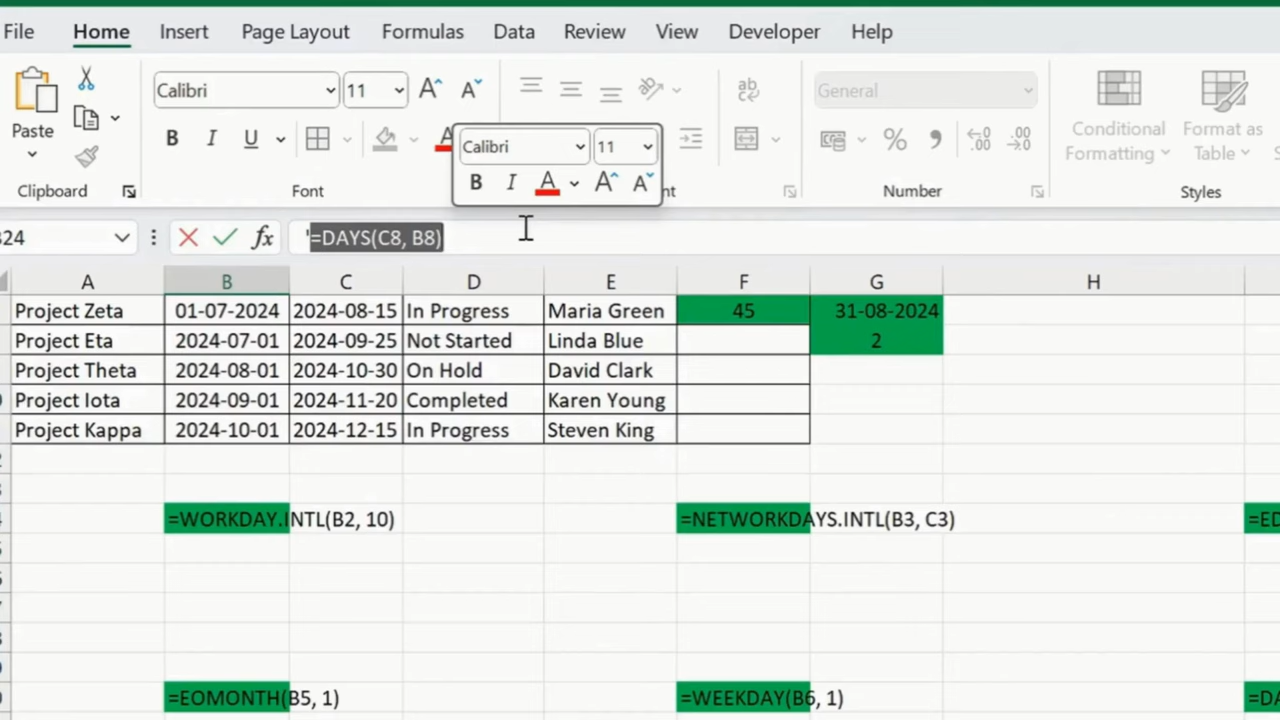 File Home Insert Page Layout Formulas Data Review View Developer Help
Calibri 11
Paste
B I U
General
Conditional Formatting
Format as Table
Calibri 11
B I A
Clipboard Font Number Styles
B24 fx '=DAYS(C8, B8)
A B C D E F G H
Project Zeta 01-07-2024 2024-08-15 In Progress Maria Green 45 31-08-2024
Project Eta 2024-07-01 2024-09-25 Not Started Linda Blue 2
Project Theta 2024-08-01 2024-10-30 On Hold David Clark
Project Iota 2024-09-01 2024-11-20 Completed Karen Young
Project Kappa 2024-10-01 2024-12-15 In Progress Steven King
=WORKDAY.INTL(B2, 10) =NETWORKDAYS.INTL(B3, C3) =ED
=EOMONTH(B5, 1) =WEEKDAY(B6, 1) =DA